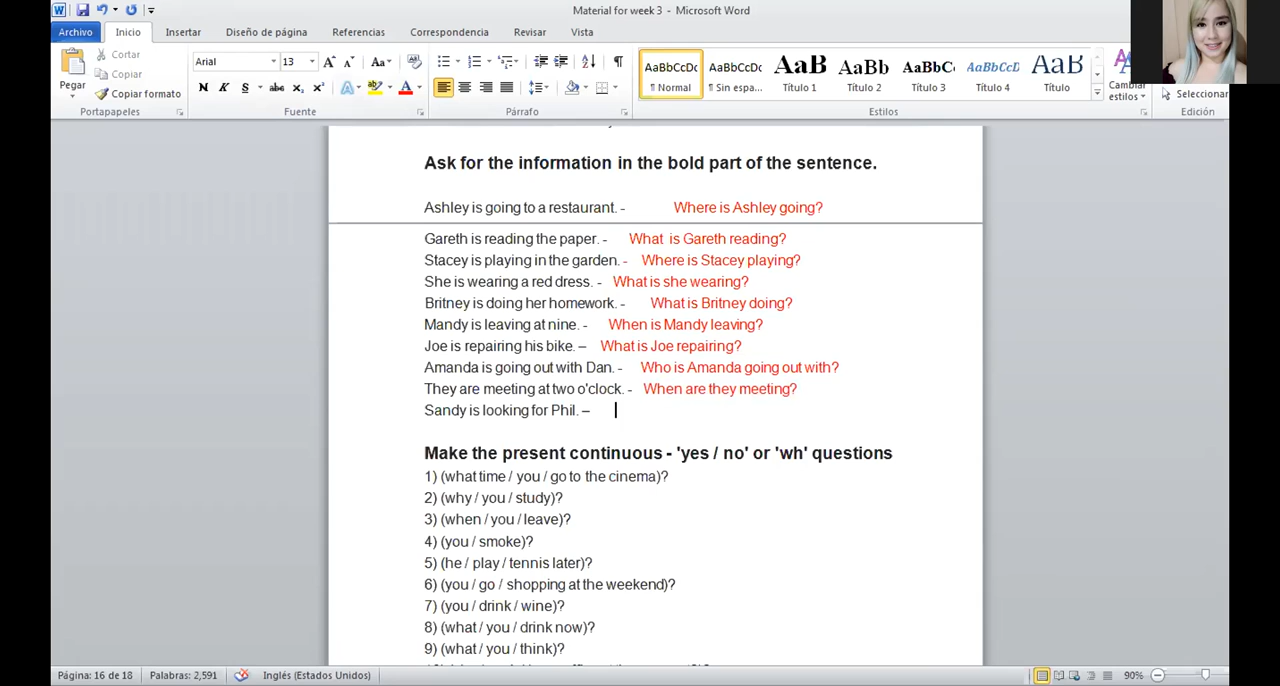 Material for week 3 - Microsoft Word
Archivo Inicio Insertar Diseño de página Referencias Correspondencia Revisar Vista
Pegar
Cortar
Copiar
Copiar formato
Portapapeles
Arial 13
N K S abc x₂ x² A A
Fuente
Párrafo
AaBbCcDc AaBbCcDc AaB AaBb AaBbC AaBbCcD AaB
¶ Normal ¶ Sin espa... Título 1 Título 2 Título 3 Título 4 Título
Estilos
Cambiar estilos
Seleccionar
Edición
Ask for the information in the bold part of the sentence.
Ashley is going to a restaurant. - Where is Ashley going?
Gareth is reading the paper. - What is Gareth reading?
Stacey is playing in the garden. - Where is Stacey playing?
She is wearing a red dress. - What is she wearing?
Britney is doing her homework. - What is Britney doing?
Mandy is leaving at nine. - When is Mandy leaving?
Joe is repairing his bike. – What is Joe repairing?
Amanda is going out with Dan. - Who is Amanda going out with?
They are meeting at two o'clock. - When are they meeting?
Sandy is looking for Phil. –
Make the present continuous - 'yes / no' or 'wh' questions
1) (what time / you / go to the cinema)?
2) (why / you / study)?
3) (when / you / leave)?
4) (you / smoke)?
5) (he / play / tennis later)?
6) (you / go / shopping at the weekend)?
7) (you / drink / wine)?
8) (what / you / drink now)?
9) (what / you / think)?
Página: 16 de 18 Palabras: 2,591 Inglés (Estados Unidos) 90%